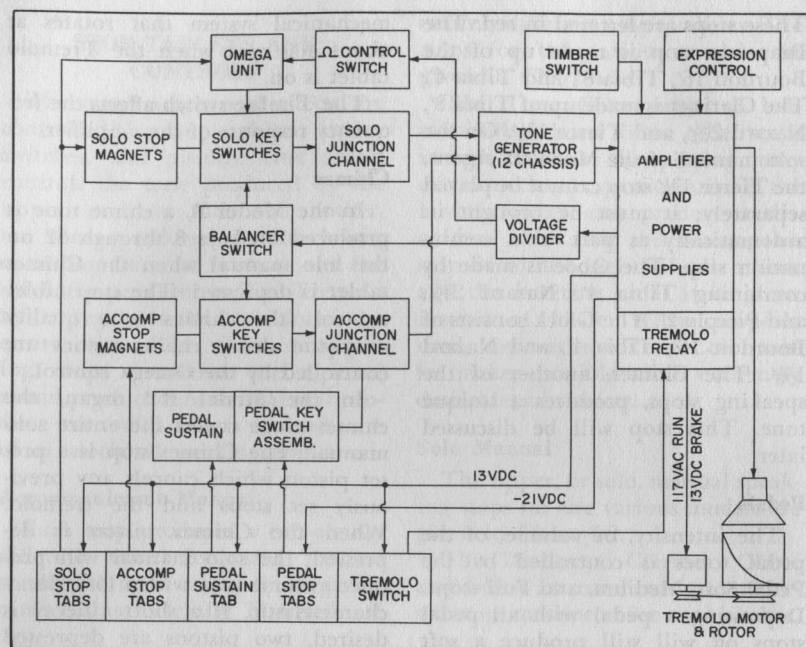 OMEGA
UNIT
Ω CONTROL
SWITCH
TIMBRE
SWITCH
EXPRESSION
CONTROL
SOLO STOP
MAGNETS
SOLO KEY
SWITCHES
SOLO
JUNCTION
CHANNEL
TONE
GENERATOR
(12 CHASSIS)
AMPLIFIER
AND
POWER
SUPPLIES
BALANCER
SWITCH
VOLTAGE
DIVIDER
ACCOMP
STOP
MAGNETS
ACCOMP
KEY
SWITCHES
ACCOMP
JUNCTION
CHANNEL
TREMOLO
RELAY
PEDAL
SUSTAIN
PEDAL KEY
SWITCH
ASSEMB.
117VAC RUN
13VDC BRAKE
13VDC
-21VDC
SOLO
STOP
TABS
ACCOMP
STOP
TABS
PEDAL
SUSTAIN
TAB
PEDAL
STOP
TABS
TREMOLO
SWITCH
TREMOLO MOTOR
& ROTOR